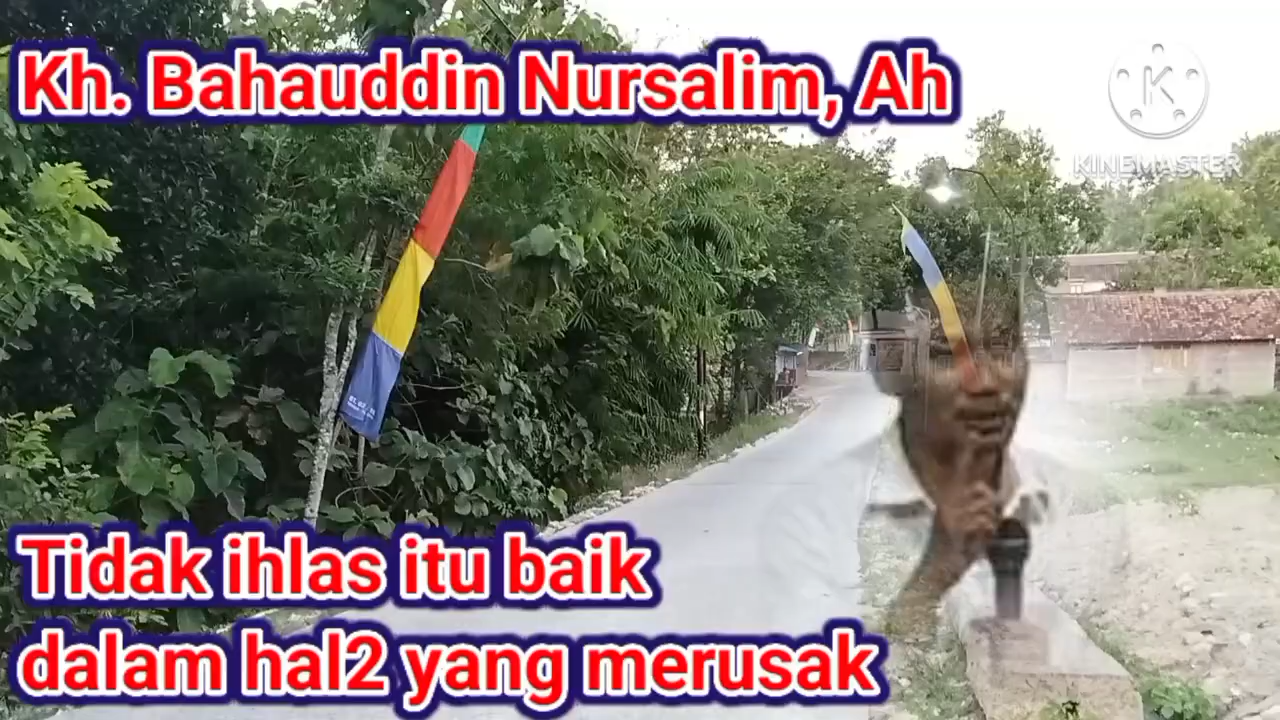 Kh. Bahauddin Nursalim, Ah
K
KINEMASTER
Tidak ihlas itu baik
dalam hal2 yang merusak